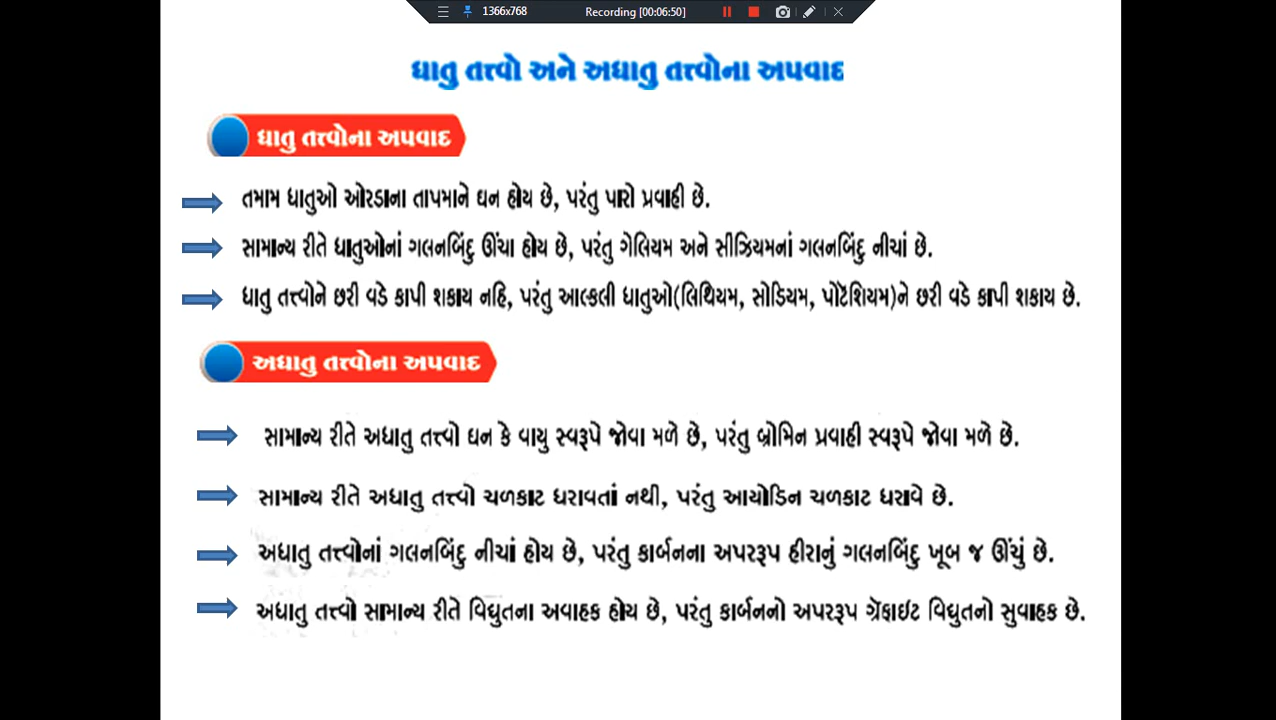 1366x768 Recording [00:06:50]
ધાતુ તત્ત્વો અને અધાતુ તત્ત્વોના અપવાદ
ધાતુ તત્ત્વોના અપવાદ
તમામ ધાતુઓ ઓરડાના તાપમાને ઘન હોય છે, પરંતુ પારો પ્રવાહી છે.
સામાન્ય રીતે ધાતુઓનાં ગલનબિંદુ ઊંચા હોય છે, પરંતુ ગેલિયમ અને સીઝિયમનાં ગલનબિંદુ નીચાં છે.
ધાતુ તત્ત્વોને છરી વડે કાપી શકાય નહિ, પરંતુ આલ્કલી ધાતુઓ(લિથિયમ, સોડિયમ, પોટૅશિયમ)ને છરી વડે કાપી શકાય છે.
અધાતુ તત્ત્વોના અપવાદ
સામાન્ય રીતે અધાતુ તત્ત્વો ઘન કે વાયુ સ્વરૂપે જોવા મળે છે, પરંતુ બ્રોમિન પ્રવાહી સ્વરૂપે જોવા મળે છે.
સામાન્ય રીતે અધાતુ તત્ત્વો ચળકાટ ધરાવતાં નથી, પરંતુ આયોડિન ચળકાટ ધરાવે છે.
અધાતુ તત્ત્વોનાં ગલનબિંદુ નીચાં હોય છે, પરંતુ કાર્બનના અપરરૂપ હીરાનું ગલનબિંદુ ખૂબ જ ઊંચું છે.
અધાતુ તત્ત્વો સામાન્ય રીતે વિદ્યુતના અવાહક હોય છે, પરંતુ કાર્બનનો અપરરૂપ ગ્રૅફાઇટ વિદ્યુતનો સુવાહક છે.